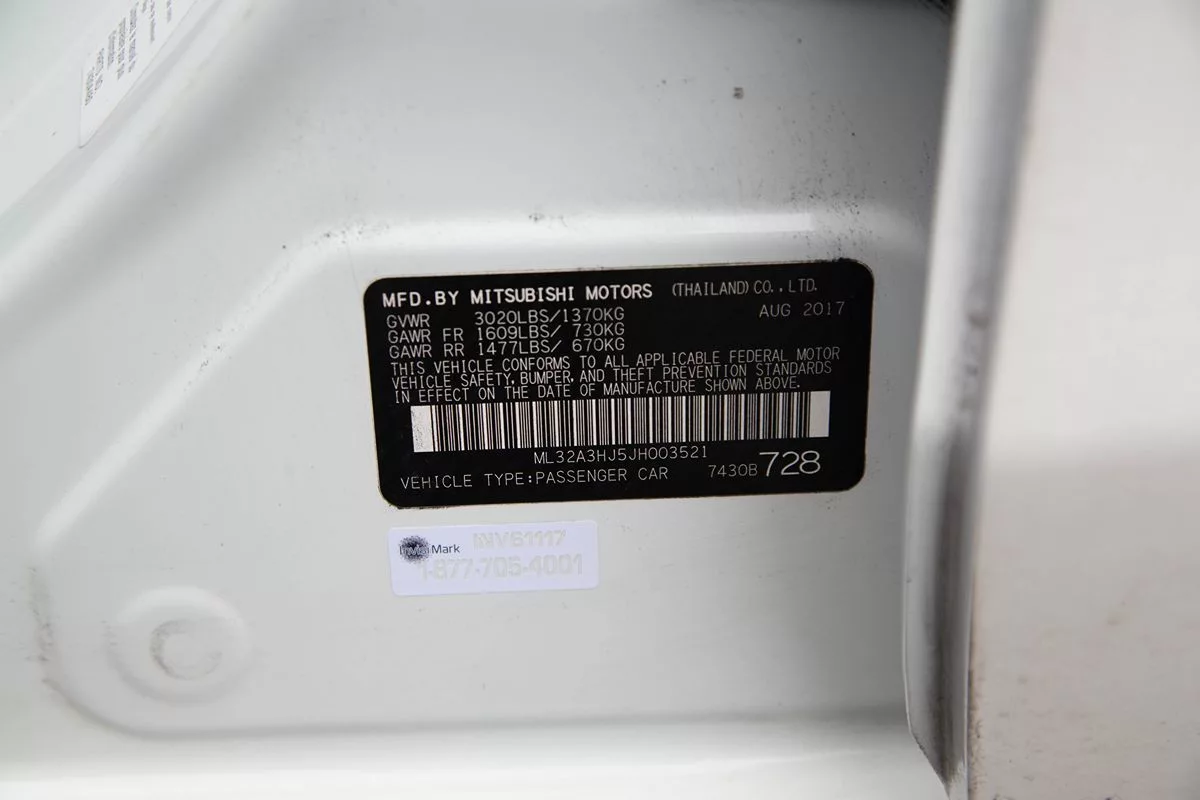 MFD.BY MITSUBISHI MOTORS (THAILAND) CO., LTD.
GVWR 3020LBS/1370KG AUG 2017
GAWR FR 1609LBS/ 730KG
GAWR RR 1477LBS/ 670KG
THIS VEHICLE CONFORMS TO ALL APPLICABLE FEDERAL MOTOR
VEHICLE SAFETY, BUMPER, AND THEFT PREVENTION STANDARDS
IN EFFECT ON THE DATE OF MANUFACTURE SHOWN ABOVE.
ML32A3HJ5JH003521
VEHICLE TYPE:PASSENGER CAR 7430B 728
InvisiMark INV61117
1-877-705-4001